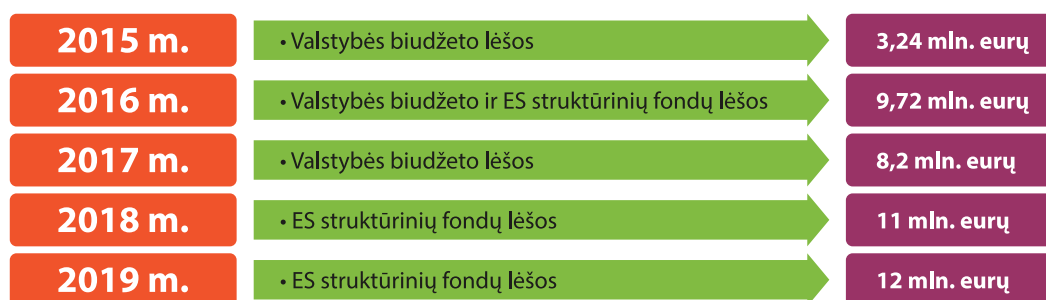 2015 m. • Valstybės biudžeto lėšos 3,24 mln. eurų
2016 m. • Valstybės biudžeto ir ES struktūrinių fondų lėšos 9,72 mln. eurų
2017 m. • Valstybės biudžeto lėšos 8,2 mln. eurų
2018 m. • ES struktūrinių fondų lėšos 11 mln. eurų
2019 m. • ES struktūrinių fondų lėšos 12 mln. eurų